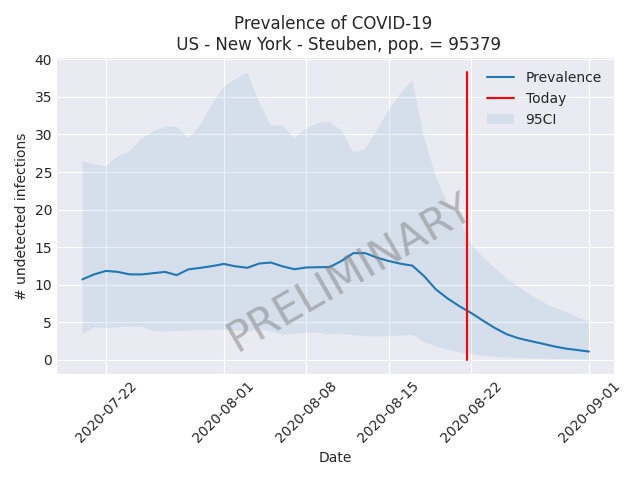 Prevalence of COVID-19
US - New York - Steuben, pop. = 95379
# undetected infections
40
35
30
25
20
15
10
5
0
Prevalence
Today
95CI
PRELIMINARY
2020-07-22
2020-08-01
2020-08-08
2020-08-15
2020-08-22
2020-09-01
Date